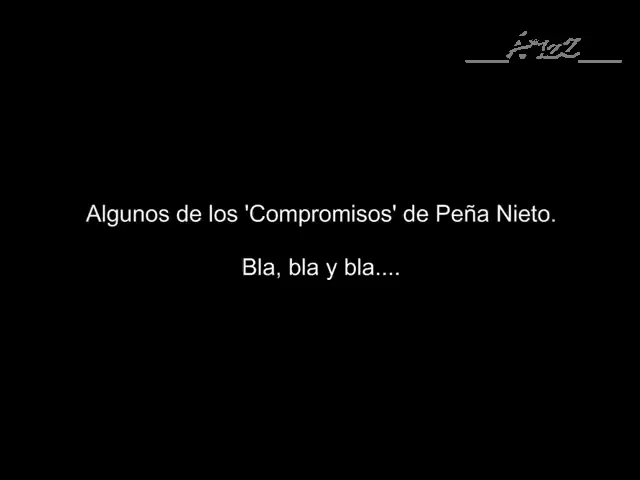 Algunos de los 'Compromisos' de Peña Nieto.
Bla, bla y bla....